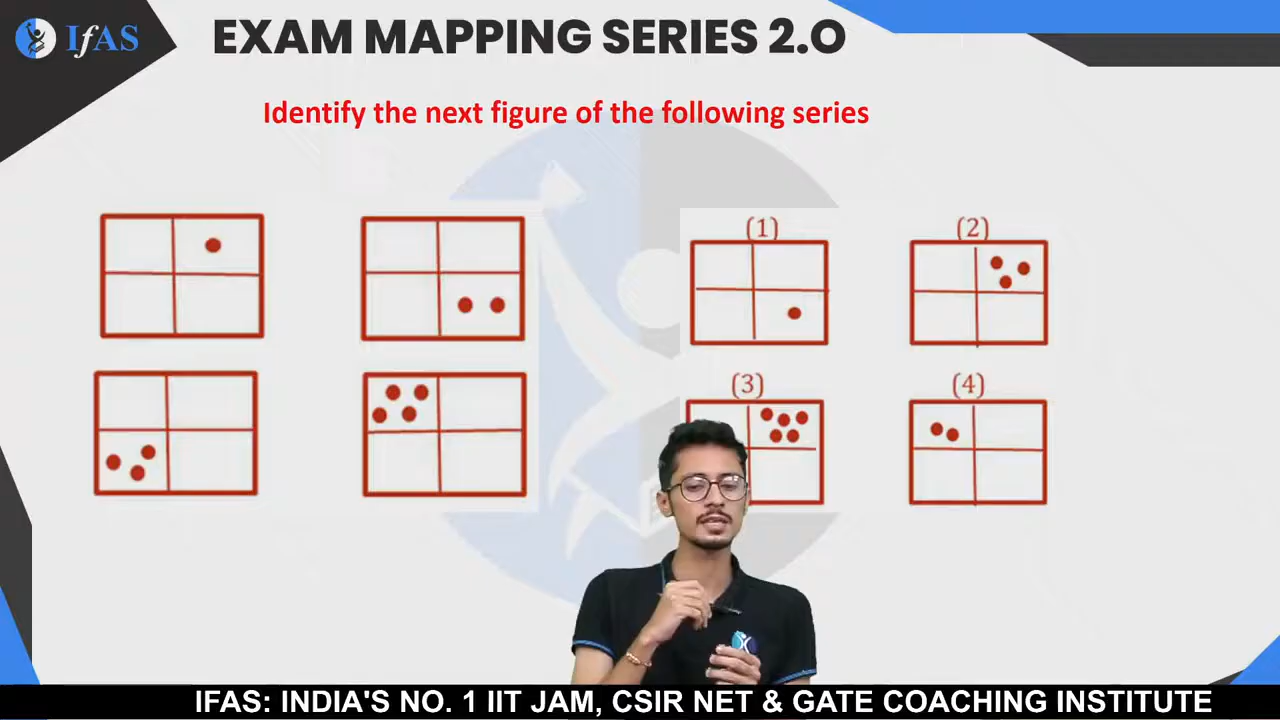 IfAS
EXAM MAPPING SERIES 2.O
Identify the next figure of the following series
(1)
(2)
(3)
(4)
IFAS: INDIA'S NO. 1 IIT JAM, CSIR NET & GATE COACHING INSTITUTE